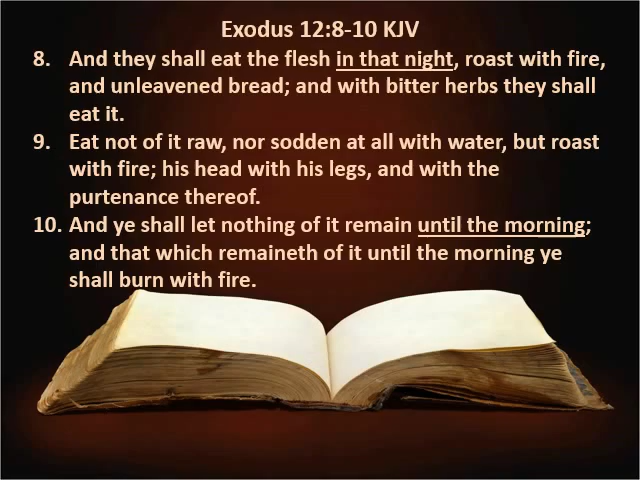 Exodus 12:8-10 KJV
8. And they shall eat the flesh in that night, roast with fire,
and unleavened bread; and with bitter herbs they shall
eat it.
9. Eat not of it raw, nor sodden at all with water, but roast
with fire; his head with his legs, and with the
purtenance thereof.
10. And ye shall let nothing of it remain until the morning;
and that which remaineth of it until the morning ye
shall burn with fire.